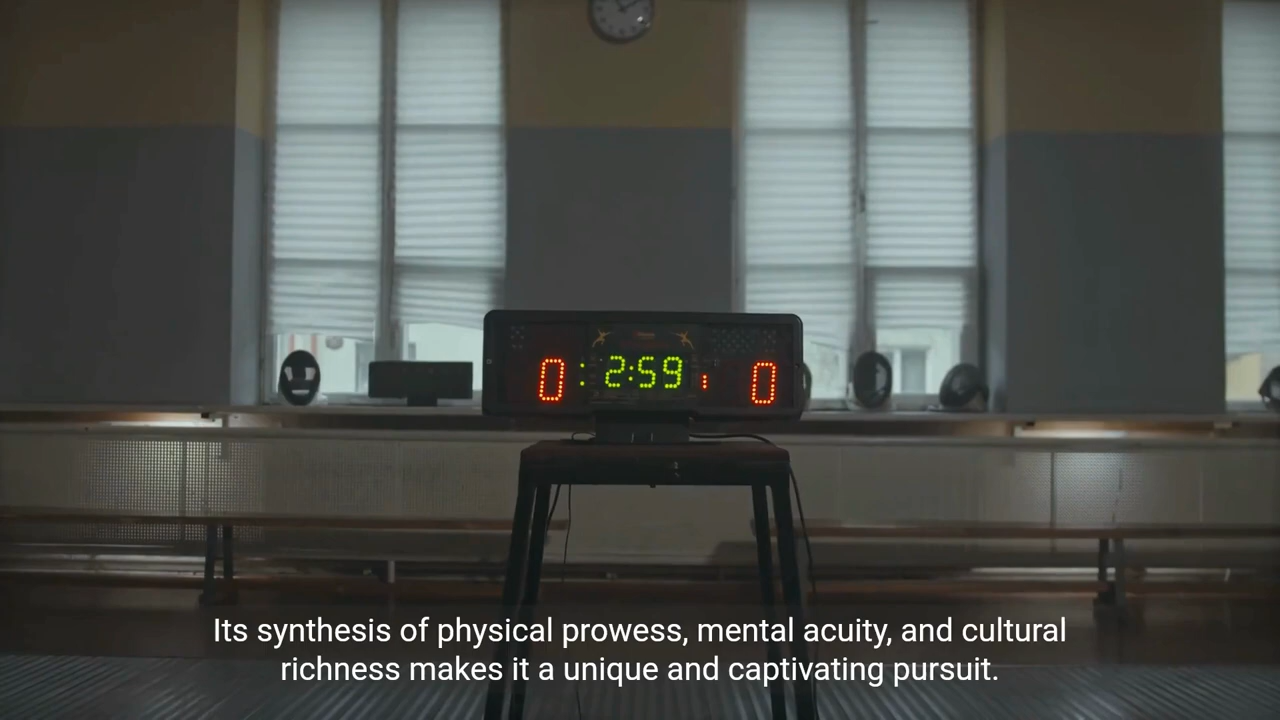 0 : 2:59 : 0
Its synthesis of physical prowess, mental acuity, and cultural
richness makes it a unique and captivating pursuit.